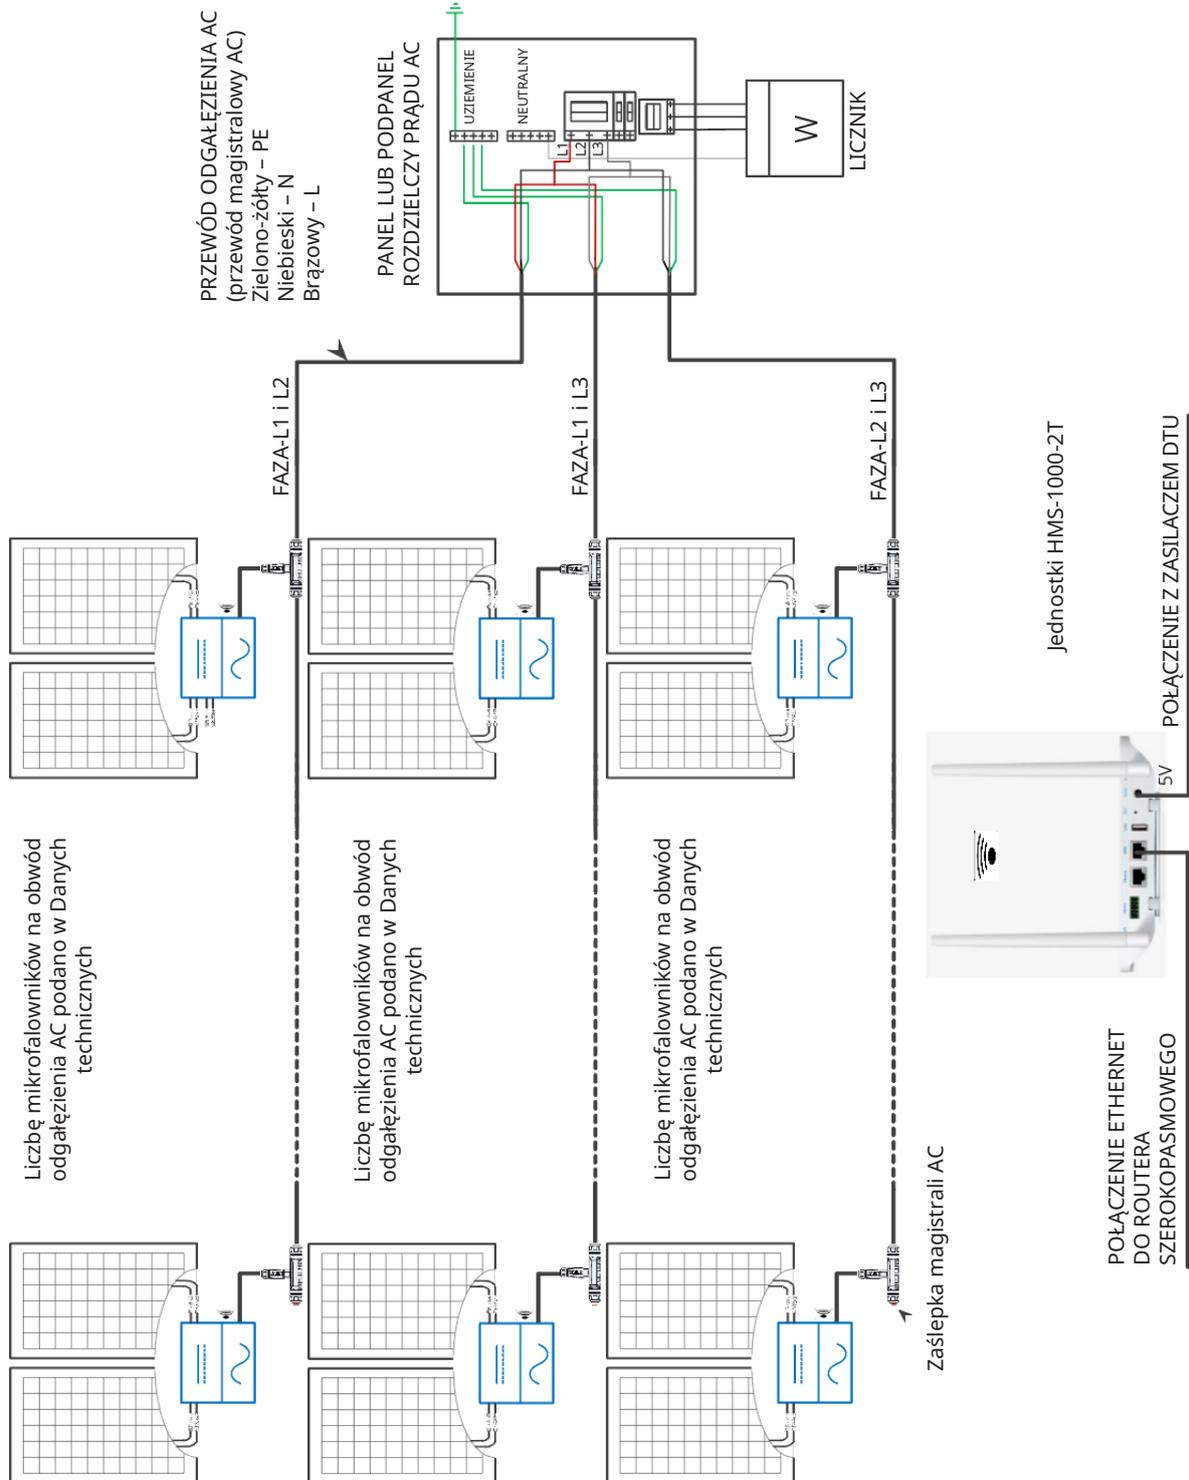 PRZEWÓD ODGAŁĘZIENIA AC
(przewód magistralowy AC)
Zielono-żółty – PE
Niebieski – N
Brązowy – L
PANEL LUB PODPANEL
ROZDZIELCZY PRĄDU AC
UZIEMIENIE
NEUTRALNY
L1
L2
L3
W
LICZNIK
FAZA-L1 i L2
FAZA-L1 i L3
FAZA-L2 i L3
Liczbę mikrofalowników na obwód
odgałęzienia AC podano w Danych
technicznych
Liczbę mikrofalowników na obwód
odgałęzienia AC podano w Danych
technicznych
Liczbę mikrofalowników na obwód
odgałęzienia AC podano w Danych
technicznych
Zaślepka magistrali AC
Jednostki HMS-1000-2T
POŁĄCZENIE Z ZASILACZEM DTU
5V
POŁĄCZENIE ETHERNET
DO ROUTERA
SZEROKOPASMOWEGO